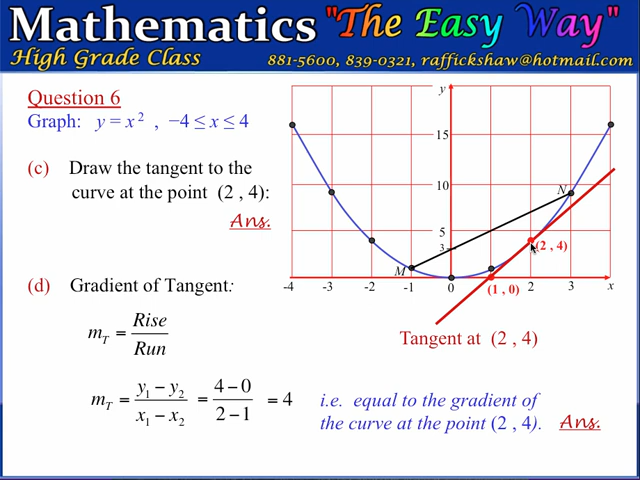 Mathematics "The Easy Way"
High Grade Class 881-5600, 839-0321, raffickshaw@hotmail.com
Question 6
Graph: y = x² , −4 ≤ x ≤ 4
(c) Draw the tangent to the
curve at the point (2 , 4):
Ans.
(d) Gradient of Tangent:
m_T = Rise / Run
m_T = (y₁ − y₂) / (x₁ − x₂) = (4 − 0) / (2 − 1) = 4
y
15
10
N
5
(2 , 4)
3
M
-4 -3 -2 -1 0 (1 , 0) 2 3 x
Tangent at (2 , 4)
i.e. equal to the gradient of
the curve at the point (2 , 4). Ans.